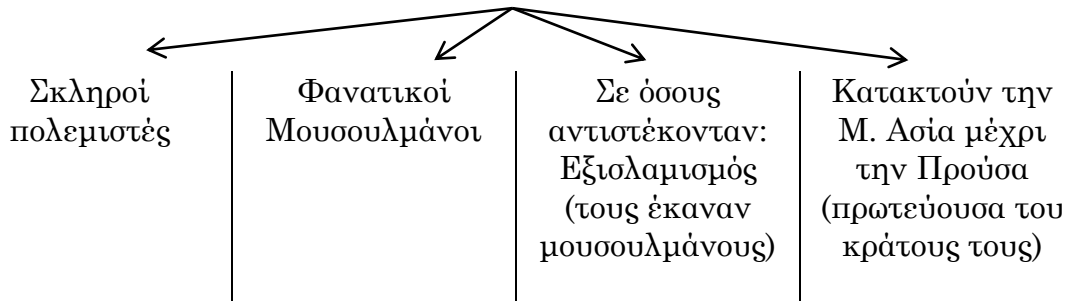 Σκληροί
πολεμιστές
Φανατικοί
Μουσουλμάνοι
Σε όσους
αντιστέκονταν:
Εξισλαμισμός
(τους έκαναν
μουσουλμάνους)
Κατακτούν την
Μ. Ασία μέχρι
την Προύσα
(πρωτεύουσα του
κράτους τους)